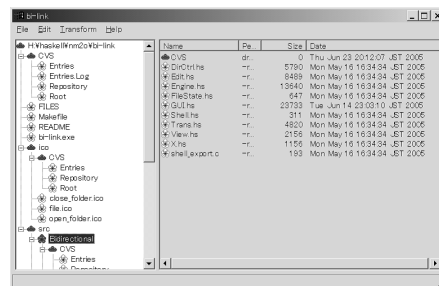 bi-link
File Edit Transform Help
H:¥haskell¥nm2o¥bi-link
CVS
Entries
Entries.Log
Repository
Root
FILES
Makefile
README
bi-link.exe
ico
CVS
Entries
Repository
Root
close_folder.ico
file.ico
open_folder.ico
src
Bidirectional
CVS
Entries
Repository
Name Pe... Size Date
CVS dr... 0 Thu Jun 23 20:12:07 JST 2005
DirCtrl.hs -r... 5790 Mon May 16 16:34:34 JST 2005
Edit.hs -r... 8489 Mon May 16 16:34:34 JST 2005
Engine.hs -r... 13640 Mon May 16 16:34:34 JST 2005
FileState.hs -r... 647 Mon May 16 16:34:34 JST 2005
GUI.hs -r... 23733 Tue Jun 14 23:03:10 JST 2005
Shell.hs -r... 311 Mon May 16 16:34:34 JST 2005
Trans.hs -r... 4820 Mon May 16 16:34:34 JST 2005
View.hs -r... 2156 Mon May 16 16:34:34 JST 2005
X.hs -r... 1156 Mon May 16 16:34:34 JST 2005
shell_export.c -r... 193 Mon May 16 16:34:34 JST 2005